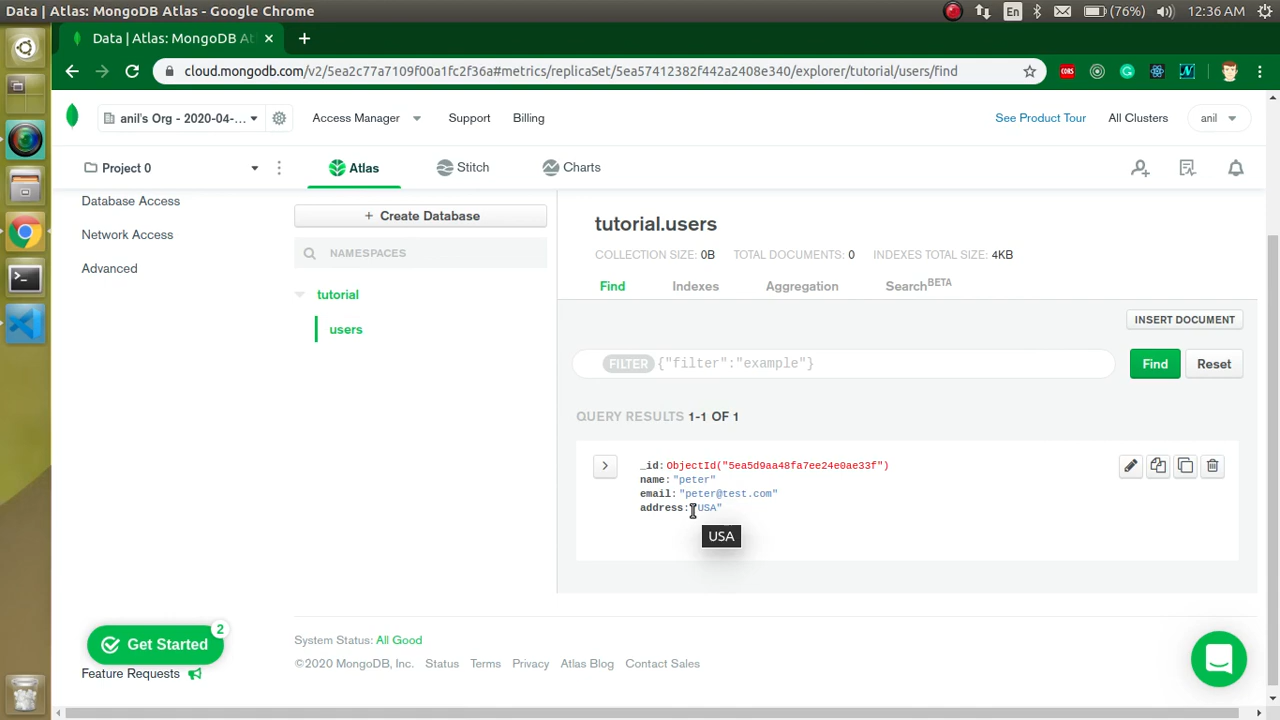 Data | Atlas: MongoDB Atlas - Google Chrome
En
(76%)
12:36 AM
Data | Atlas: MongoDB At
cloud.mongodb.com/v2/5ea2c77a7109f00a1fc2f36a#metrics/replicaSet/5ea57412382f442a2408e340/explorer/tutorial/users/find
CORS
anil's Org - 2020-04-...
Access Manager
Support
Billing
See Product Tour
All Clusters
anil
Project 0
Atlas
Stitch
Charts
Database Access
Network Access
Advanced
+ Create Database
NAMESPACES
tutorial
users
tutorial.users
COLLECTION SIZE: 0B TOTAL DOCUMENTS: 0 INDEXES TOTAL SIZE: 4KB
Find
Indexes
Aggregation
Search BETA
INSERT DOCUMENT
FILTER {"filter":"example"}
Find
Reset
QUERY RESULTS 1-1 OF 1
_id: ObjectId("5ea5d9aa48fa7ee24e0ae33f")
name: "peter"
email: "peter@test.com"
address: "USA"
USA
Get Started
2
Feature Requests
System Status: All Good
©2020 MongoDB, Inc. Status Terms Privacy Atlas Blog Contact Sales